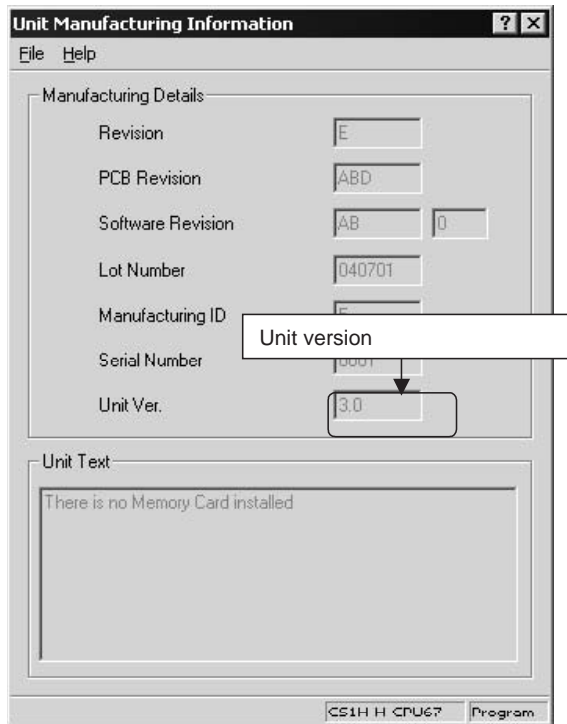 Unit Manufacturing Information
File Help
Manufacturing Details
Revision E
PCB Revision ABD
Software Revision AB 0
Lot Number 040701
Manufacturing ID
Unit version
Serial Number
Unit Ver. 3.0
Unit Text
There is no Memory Card installed
CS1H-H CPU67 Program